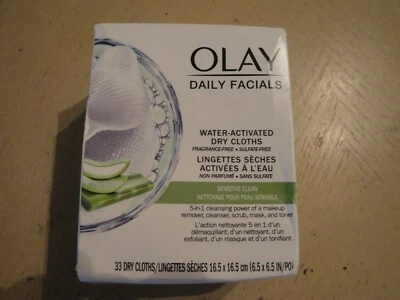 OLAY
DAILY FACIALS
WATER-ACTIVATED
DRY CLOTHS
FRAGRANCE-FREE • SULFATE-FREE
LINGETTES SÈCHES
ACTIVÉES À L'EAU
NON PARFUMÉ • SANS SULFATE
SENSITIVE CLEAN
NETTOYAGE POUR PEAU SENSIBLE
5-in-1 cleansing power of a makeup
remover, cleanser, scrub, mask, and toner
L'action nettoyante 5 en 1 d'un
démaquillant, d'un nettoyant, d'un
exfoliant, d'un masque et d'un tonifiant
33 DRY CLOTHS/LINGETTES SÈCHES 16.5 x 16.5 cm (6.5 x 6.5 IN/PO)